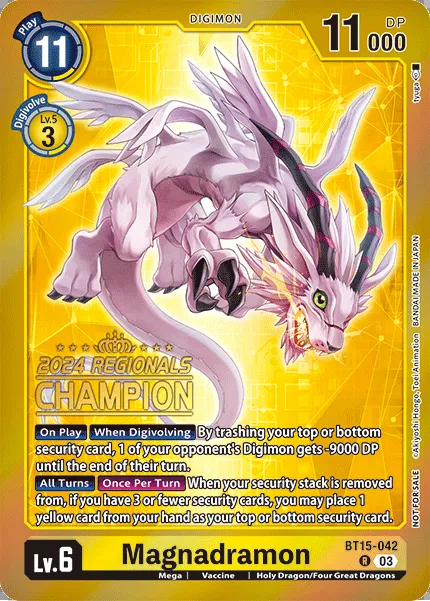 Play
11
DIGIMON
11000
DP
Digivolve
Lv.5
3
tyuga
©Akiyoshi Hongo, Toei Animation BANDAI MADE IN JAPAN
NOT FOR SALE
2024 REGIONALS
CHAMPION
On Play When Digivolving By trashing your top or bottom
security card, 1 of your opponent's Digimon gets -9000 DP
until the end of their turn.
All Turns Once Per Turn When your security stack is removed
from, if you have 3 or fewer security cards, you may place 1
yellow card from your hand as your top or bottom security card.
Lv.6
Magnadramon
BT15-042
R 03
Mega | Vaccine | Holy Dragon/Four Great Dragons